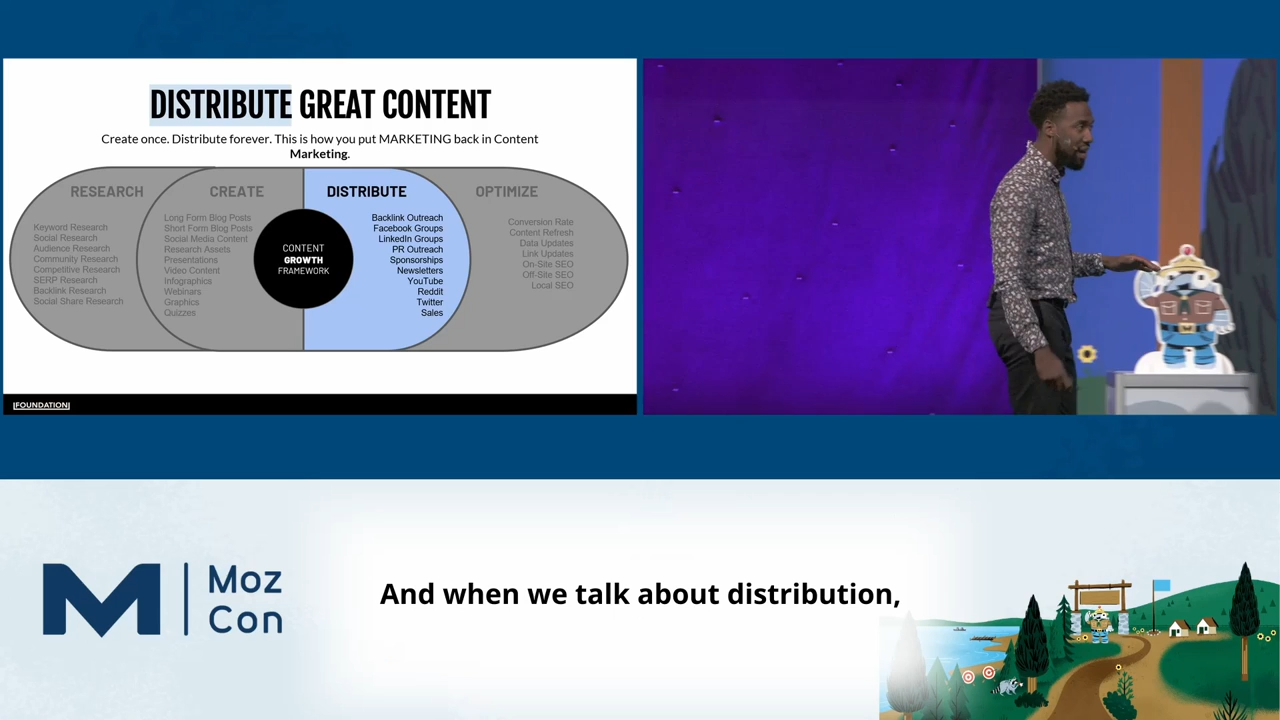 DISTRIBUTE GREAT CONTENT
Create once. Distribute forever. This is how you put MARKETING back in Content
Marketing.
RESEARCH
Keyword Research
Social Research
Audience Research
Community Research
Competitive Research
SERP Research
Backlink Research
Social Share Research
CREATE
Long Form Blog Posts
Short Form Blog Posts
Social Media Content
Research Assets
Presentations
Video Content
Infographics
Webinars
Graphics
Quizzes
CONTENT
GROWTH
FRAMEWORK
DISTRIBUTE
Backlink Outreach
Facebook Groups
LinkedIn Groups
PR Outreach
Sponsorships
Newsletters
YouTube
Reddit
Twitter
Sales
OPTIMIZE
Conversion Rate
Content Refresh
Data Updates
Link Updates
On-Site SEO
Off-Site SEO
Local SEO
|FOUNDATION|
Moz
Con
And when we talk about distribution,